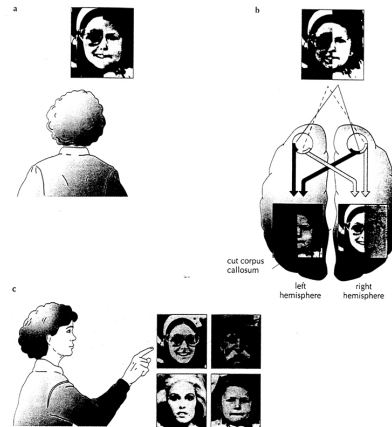 a
b
cut corpus
callosum
left
hemisphere
right
hemisphere
c